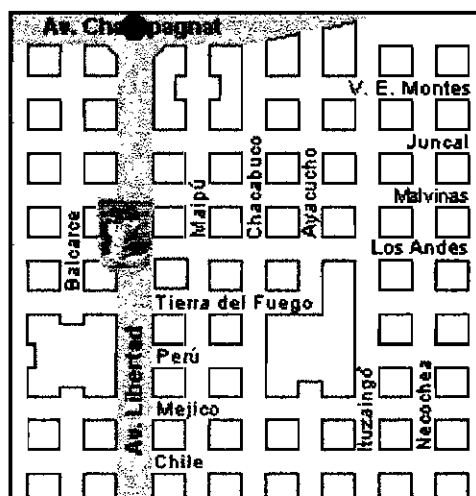 Av. Champagnat
V. E. Montes
Juncal
Malvinas
Los Andes
Balcarce
Maipú
Chacabuco
Ayacucho
Tierra del Fuego
Perú
Mejico
Chile
Av. Libertad
Ituzaingó
Necochea